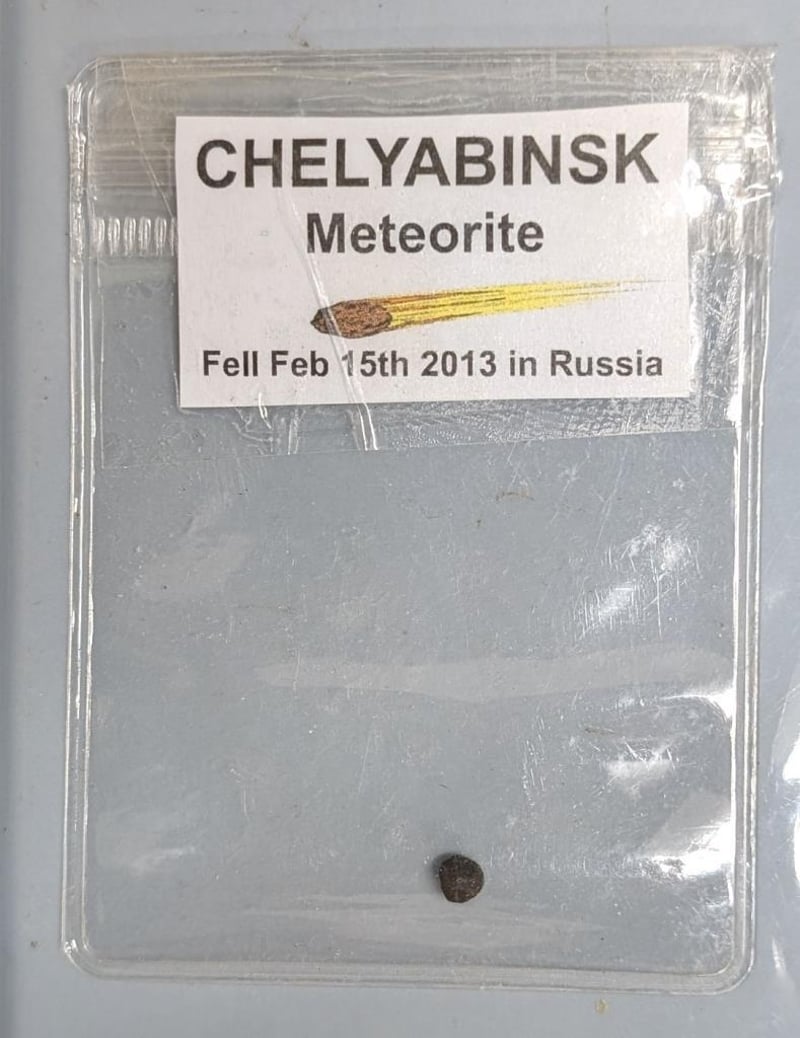 CHELYABINSK
Meteorite
Fell Feb 15th 2013 in Russia